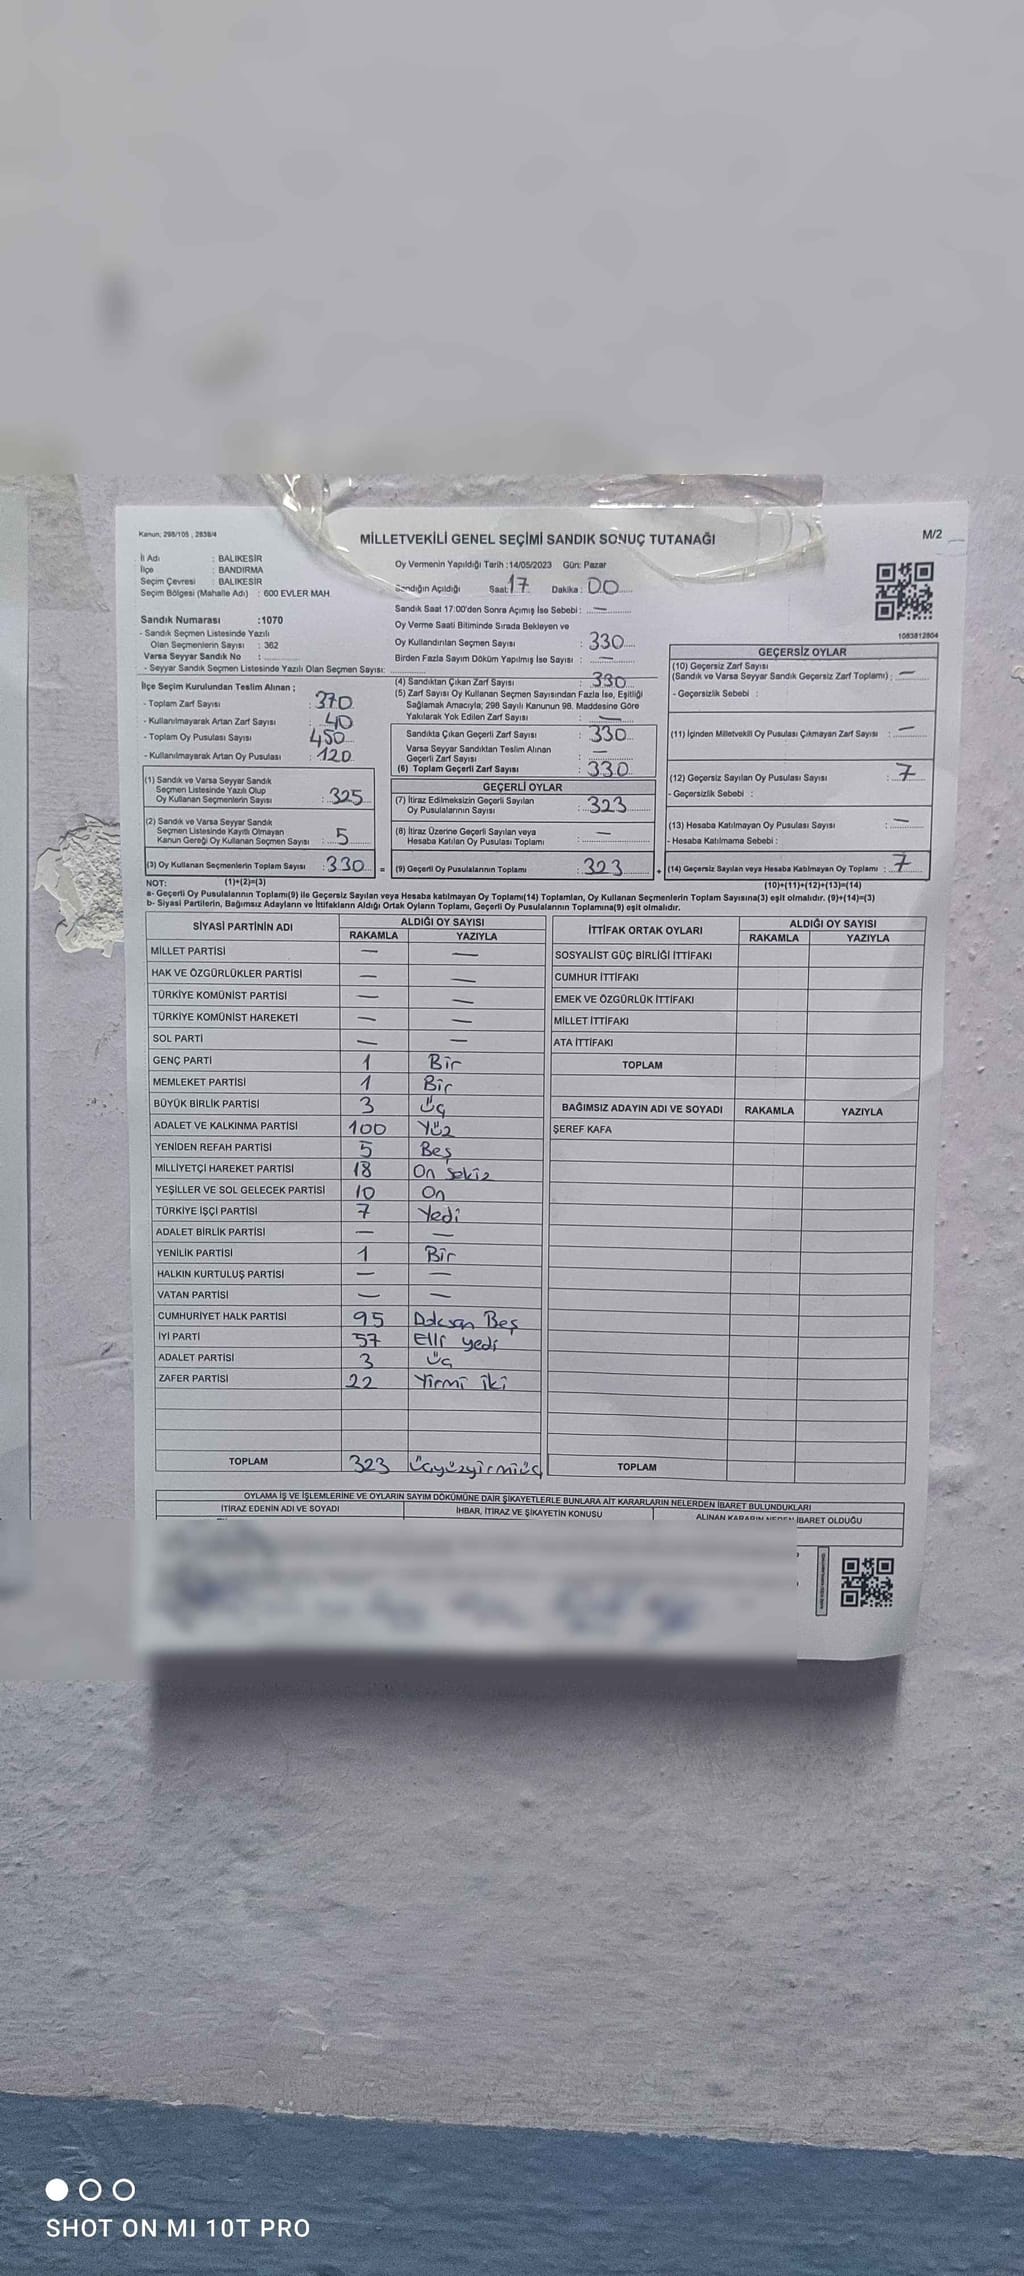 Kanun; 298/105 , 2839/4
MİLLETVEKİLİ GENEL SEÇİMİ SANDIK SONUÇ TUTANAĞI
M/2
İl Adı : BALIKESİR
İlçe : BANDIRMA
Seçim Çevresi : BALIKESİR
Seçim Bölgesi (Mahalle Adı) : 600 EVLER MAH.
Oy Vermenin Yapıldığı Tarih :14/05/2023 Gün: Pazar
Sandığın Açıldığı Saat: 17 Dakika : 00
Sandık Saat 17:00'den Sonra Açımış İse Sebebi : —
Oy Verme Saati Bitiminde Sırada Bekleyen ve
Oy Kullandırılan Seçmen Sayısı : 330
Birden Fazla Sayım Döküm Yapılmış İse Sayısı : —
1083812804
Sandık Numarası :1070
- Sandık Seçmen Listesinde Yazılı
Olan Seçmenlerin Sayısı : 362
Varsa Seyyar Sandık No :
- Seyyar Sandık Seçmen Listesinde Yazılı Olan Seçmen Sayısı:
İlçe Seçim Kurulundan Teslim Alınan ;
- Toplam Zarf Sayısı : 370
- Kullanılmayarak Artan Zarf Sayısı : 40
- Toplam Oy Pusulası Sayısı : 450
- Kullanılmayarak Artan Oy Pusulası : 120
(1) Sandık ve Varsa Seyyar Sandık
Seçmen Listesinde Yazılı Olup
Oy Kullanan Seçmenlerin Sayısı : 325
(2) Sandık ve Varsa Seyyar Sandık
Seçmen Listesinde Kayıtlı Olmayan
Kanun Gereği Oy Kullanan Seçmen Sayısı : 5
(3) Oy Kullanan Seçmenlerin Toplam Sayısı : 330 =
(4) Sandıktan Çıkan Zarf Sayısı : 330
(5) Zarf Sayısı Oy Kullanan Seçmen Sayısından Fazla İse, Eşitliği
Sağlamak Amacıyla; 298 Sayılı Kanunun 98. Maddesine Göre
Yakılarak Yok Edilen Zarf Sayısı : —
Sandıkta Çıkan Geçerli Zarf Sayısı : 330
Varsa Seyyar Sandıktan Teslim Alınan
Geçerli Zarf Sayısı : —
(6) Toplam Geçerli Zarf Sayısı : 330
GEÇERLİ OYLAR
(7) İtiraz Edilmeksizin Geçerli Sayılan
Oy Pusulalarının Sayısı : 323
(8) İtiraz Üzerine Geçerli Sayılan veya
Hesaba Katılan Oy Pusulası Toplamı : —
(9) Geçerli Oy Pusulalarının Toplamı : 323 +
GEÇERSİZ OYLAR
(10) Geçersiz Zarf Sayısı
(Sandık ve Varsa Seyyar Sandık Geçersiz Zarf Toplamı) : —
- Geçersizlik Sebebi :
(11) İçinden Milletvekili Oy Pusulası Çıkmayan Zarf Sayısı : —
(12) Geçersiz Sayılan Oy Pusulası Sayısı : 7
- Geçersizlik Sebebi :
(13) Hesaba Katılmayan Oy Pusulası Sayısı : —
- Hesaba Katılmama Sebebi :
(14) Geçersiz Sayılan veya Hesaba Katılmayan Oy Toplamı : 7
NOT: (1)+(2)=(3) (10)+(11)+(12)+(13)=(14)
a- Geçerli Oy Pusulalarının Toplamı(9) ile Geçersiz Sayılan veya Hesaba katılmayan Oy Toplamı(14) Toplamları, Oy Kullanan Seçmenlerin Toplam Sayısına(3) eşit olmalıdır. (9)+(14)=(3)
b- Siyasi Partilerin, Bağımsız Adayların ve İttifakların Aldığı Ortak Oyların Toplamı, Geçerli Oy Pusulalarının Toplamına(9) eşit olmalıdır.
SİYASİ PARTİNİN ADI ALDIĞI OY SAYISI
RAKAMLA YAZIYLA
MİLLET PARTİSİ — —
HAK VE ÖZGÜRLÜKLER PARTİSİ — —
TÜRKİYE KOMÜNİST PARTİSİ — —
TÜRKİYE KOMÜNİST HAREKETİ — —
SOL PARTİ — —
GENÇ PARTİ 1 Bir
MEMLEKET PARTİSİ 1 Bir
BÜYÜK BİRLİK PARTİSİ 3 Üç
ADALET VE KALKINMA PARTİSİ 100 Yüz
YENİDEN REFAH PARTİSİ 5 Beş
MİLLİYETÇİ HAREKET PARTİSİ 18 On Sekiz
YEŞİLLER VE SOL GELECEK PARTİSİ 10 On
TÜRKİYE İŞÇİ PARTİSİ 7 Yedi
ADALET BİRLİK PARTİSİ — —
YENİLİK PARTİSİ 1 Bir
HALKIN KURTULUŞ PARTİSİ — —
VATAN PARTİSİ — —
CUMHURİYET HALK PARTİSİ 95 Doksan Beş
İYİ PARTİ 57 Elli yedi
ADALET PARTİSİ 3 Üç
ZAFER PARTİSİ 22 Yirmi iki
TOPLAM 323 Üçyüzyirmiüç
İTTİFAK ORTAK OYLARI ALDIĞI OY SAYISI
RAKAMLA YAZIYLA
SOSYALİST GÜÇ BİRLİĞİ İTTİFAKI
CUMHUR İTTİFAKI
EMEK VE ÖZGÜRLÜK İTTİFAKI
MİLLET İTTİFAKI
ATA İTTİFAKI
TOPLAM
BAĞIMSIZ ADAYIN ADI VE SOYADI RAKAMLA YAZIYLA
ŞEREF KAFA
TOPLAM
OYLAMA İŞ VE İŞLEMLERİNE VE OYLARIN SAYIM DÖKÜMÜNE DAİR ŞİKAYETLERLE BUNLARA AİT KARARLARIN NELERDEN İBARET BULUNDUKLARI
İTİRAZ EDENİN ADI VE SOYADI İHBAR, İTİRAZ VE ŞİKAYETİN KONUSU ALINAN KARARIN NEDEN İBARET OLDUĞU
SHOT ON MI 10T PRO